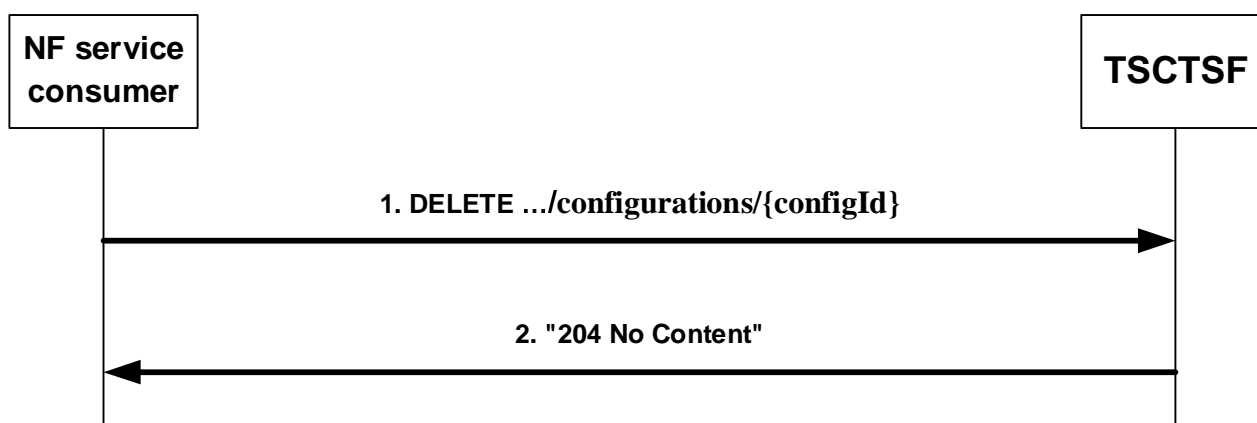 NF service
consumer
TSCTSF
1. DELETE …/configurations/{configId}
2. "204 No Content"